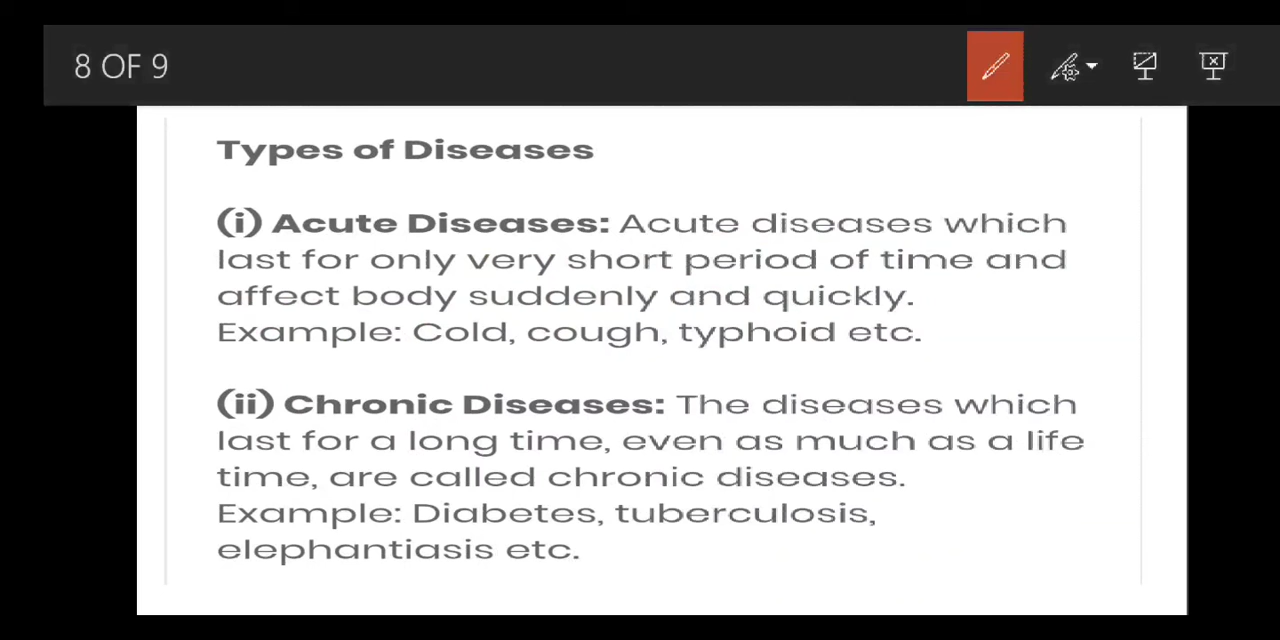 8 OF 9
Types of Diseases
(i) Acute Diseases: Acute diseases which
last for only very short period of time and
affect body suddenly and quickly.
Example: Cold, cough, typhoid etc.
(ii) Chronic Diseases: The diseases which
last for a long time, even as much as a life
time, are called chronic diseases.
Example: Diabetes, tuberculosis,
elephantiasis etc.